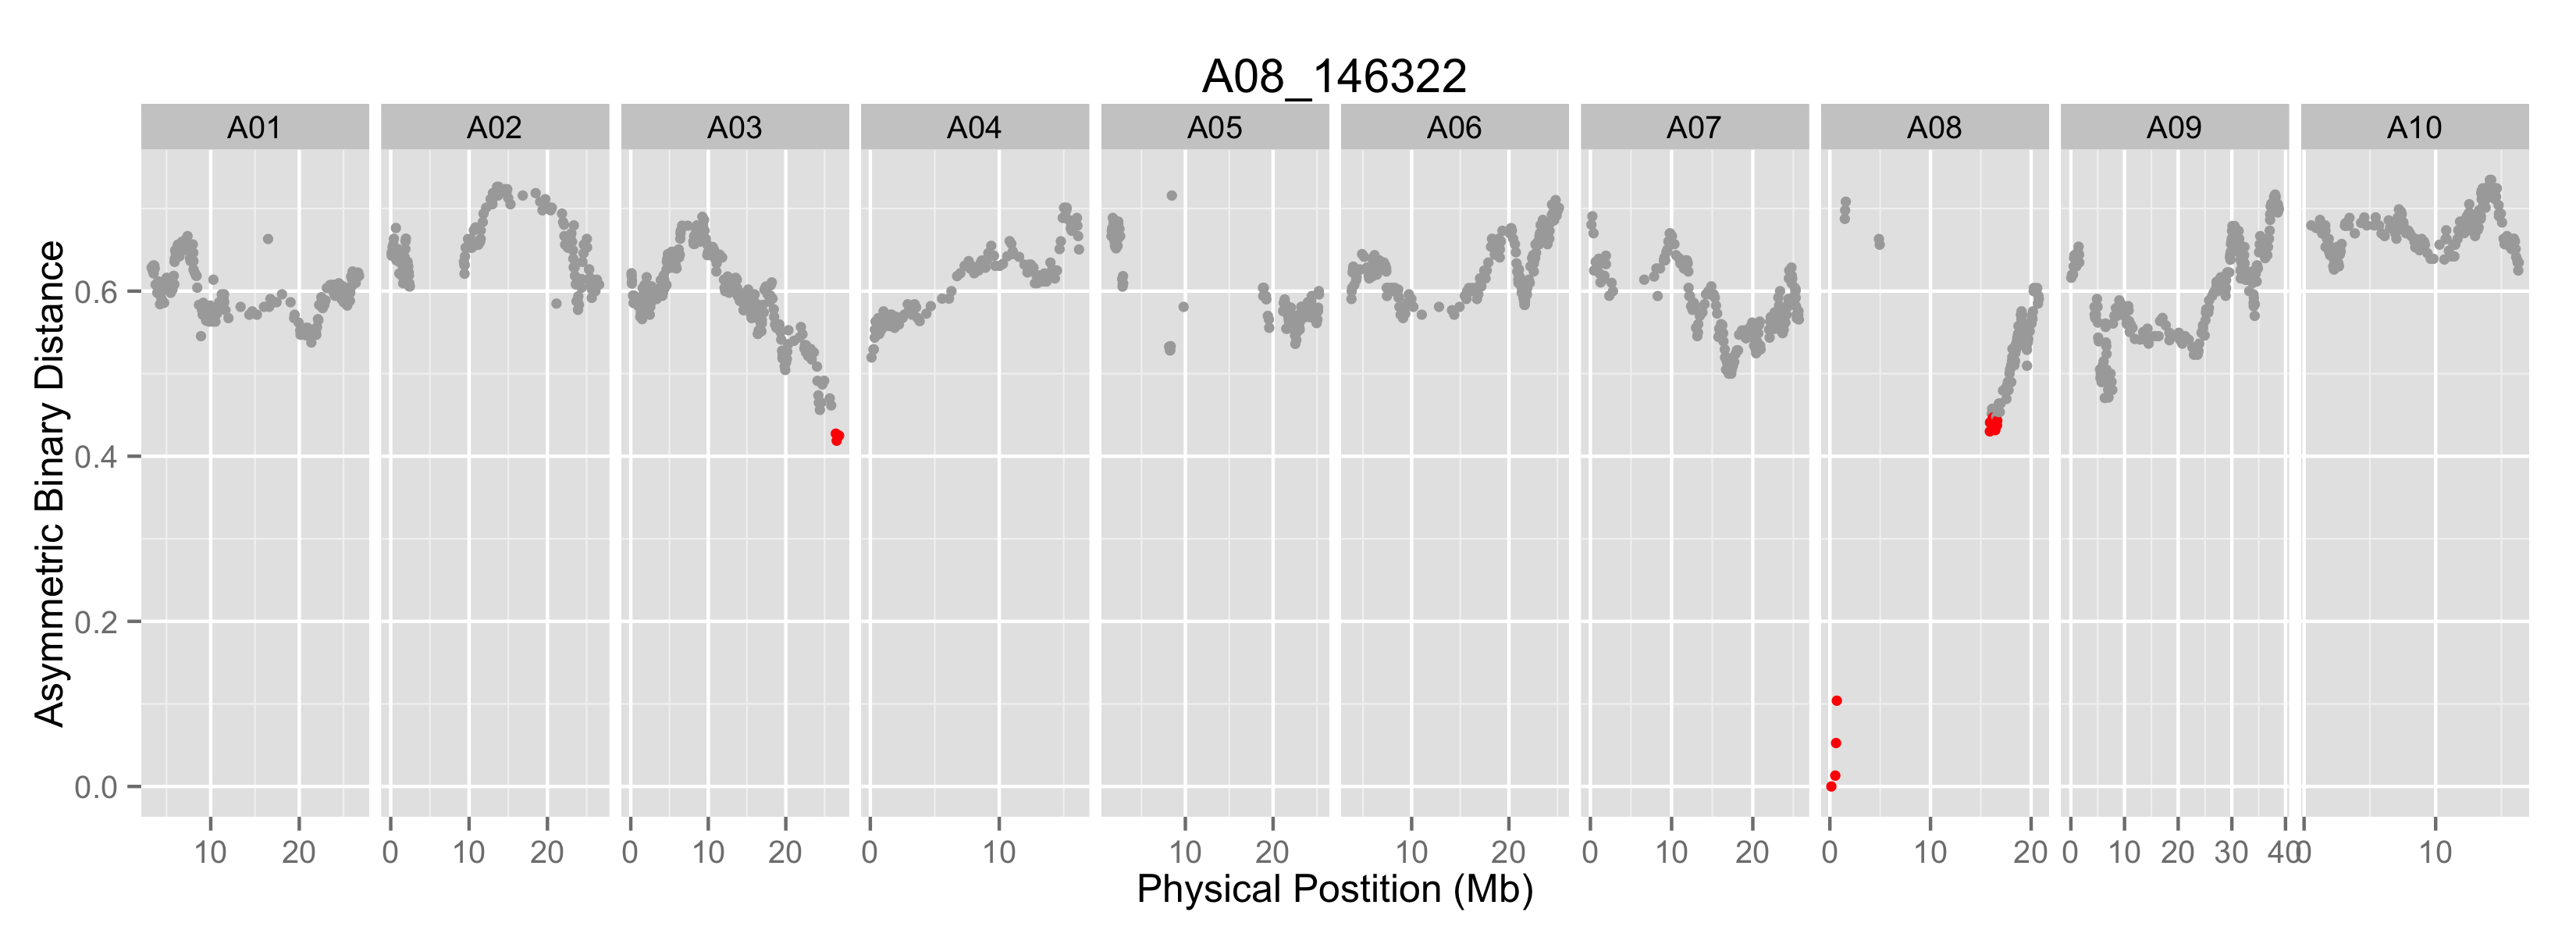 A08_146322
A01 A02 A03 A04 A05 A06 A07 A08 A09 A10
Asymmetric Binary Distance
0.6
0.4
0.2
0.0
10 20 0 10 20 0 10 20 0 10 10 20 10 20 0 10 20 0 10 20 0 10 20 30 40 0 10
Physical Postition (Mb)